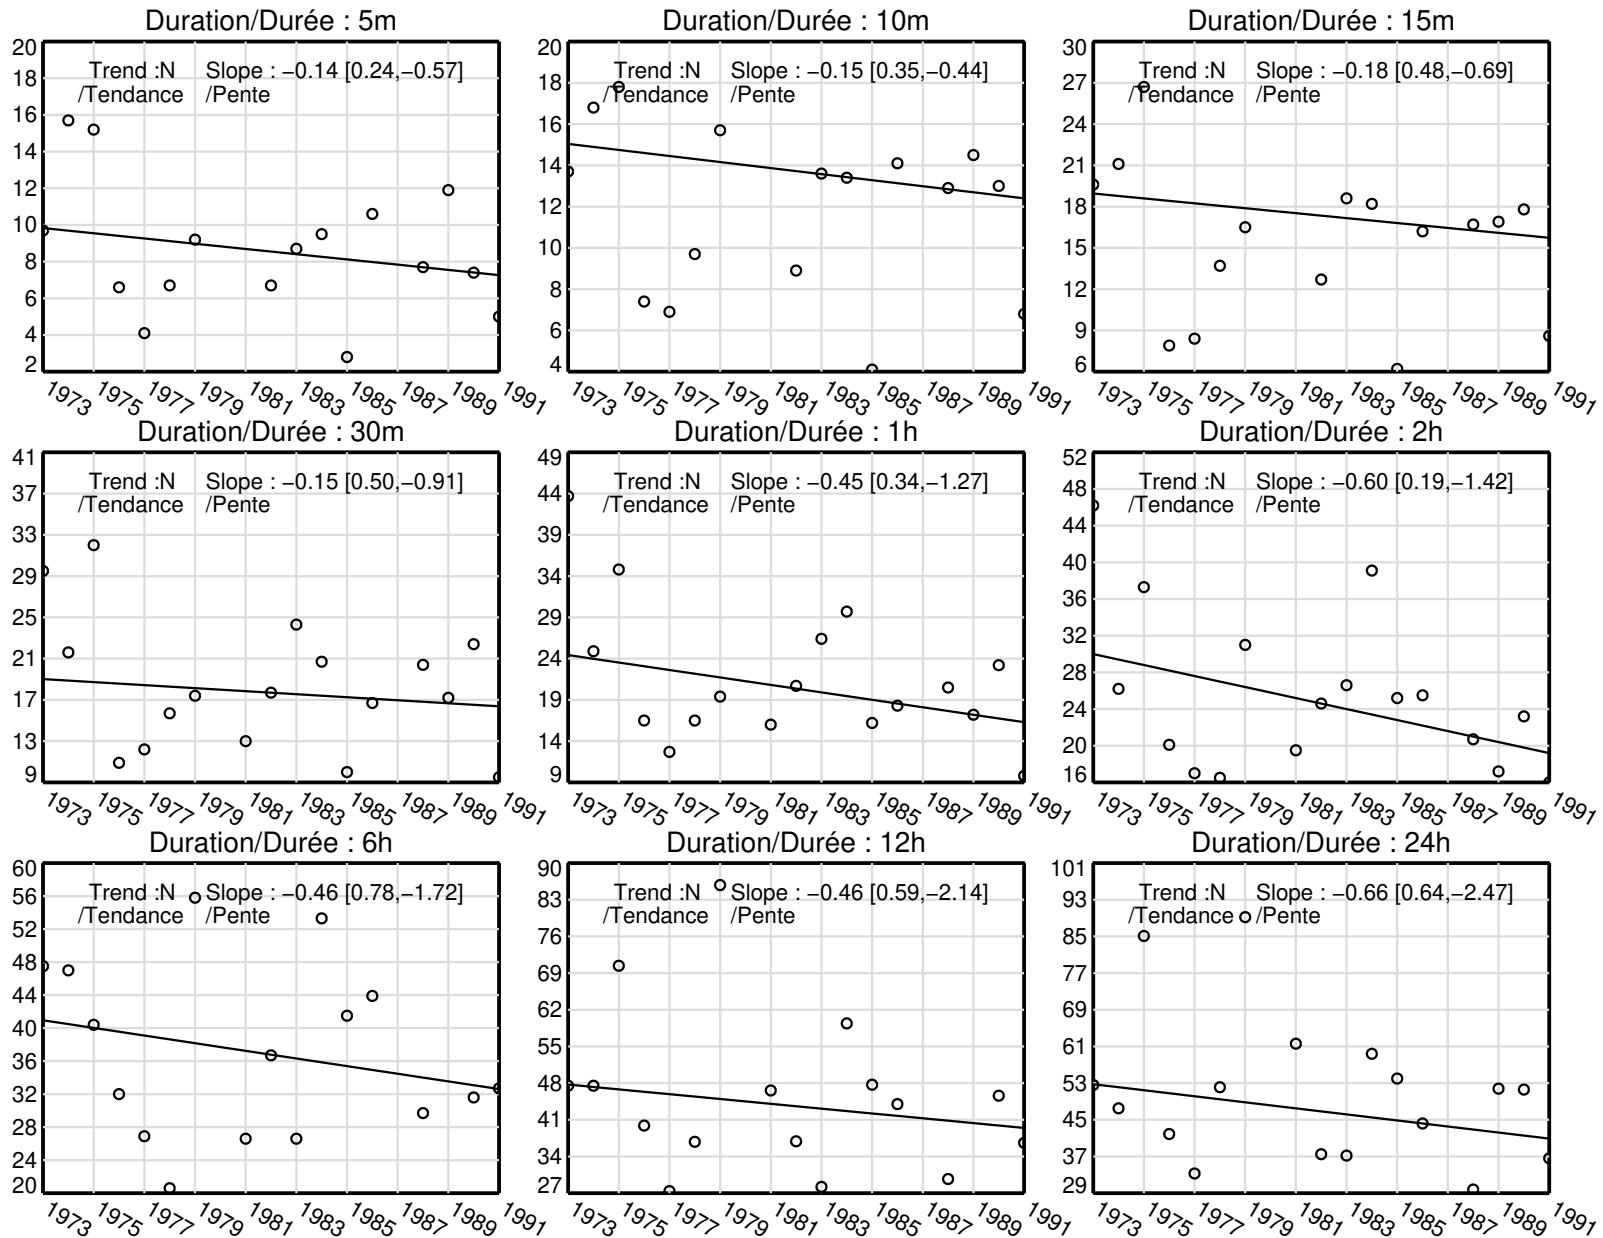 Duration/Durée : 5m
Trend :N Slope : −0.14 [0.24,−0.57]
/Tendance /Pente
20
18
16
14
12
10
8
6
4
2
1973 1975 1977 1979 1981 1983 1985 1987 1989 1991
Duration/Durée : 10m
Trend :N Slope : −0.15 [0.35,−0.44]
/Tendance /Pente
20
18
16
14
12
10
8
6
4
1973 1975 1977 1979 1981 1983 1985 1987 1989 1991
Duration/Durée : 15m
Trend :N Slope : −0.18 [0.48,−0.69]
/Tendance /Pente
30
27
24
21
18
15
12
9
6
1973 1975 1977 1979 1981 1983 1985 1987 1989 1991
Duration/Durée : 30m
Trend :N Slope : −0.15 [0.50,−0.91]
/Tendance /Pente
41
37
33
29
25
21
17
13
9
1973 1975 1977 1979 1981 1983 1985 1987 1989 1991
Duration/Durée : 1h
Trend :N Slope : −0.45 [0.34,−1.27]
/Tendance /Pente
49
44
39
34
29
24
19
14
9
1973 1975 1977 1979 1981 1983 1985 1987 1989 1991
Duration/Durée : 2h
Trend :N Slope : −0.60 [0.19,−1.42]
/Tendance /Pente
52
48
44
40
36
32
28
24
20
16
1973 1975 1977 1979 1981 1983 1985 1987 1989 1991
Duration/Durée : 6h
Trend :N Slope : −0.46 [0.78,−1.72]
/Tendance /Pente
60
56
52
48
44
40
36
32
28
24
20
1973 1975 1977 1979 1981 1983 1985 1987 1989 1991
Duration/Durée : 12h
Trend :N Slope : −0.46 [0.59,−2.14]
/Tendance /Pente
90
83
76
69
62
55
48
41
34
27
1973 1975 1977 1979 1981 1983 1985 1987 1989 1991
Duration/Durée : 24h
Trend :N Slope : −0.66 [0.64,−2.47]
/Tendance /Pente
101
93
85
77
69
61
53
45
37
29
1973 1975 1977 1979 1981 1983 1985 1987 1989 1991